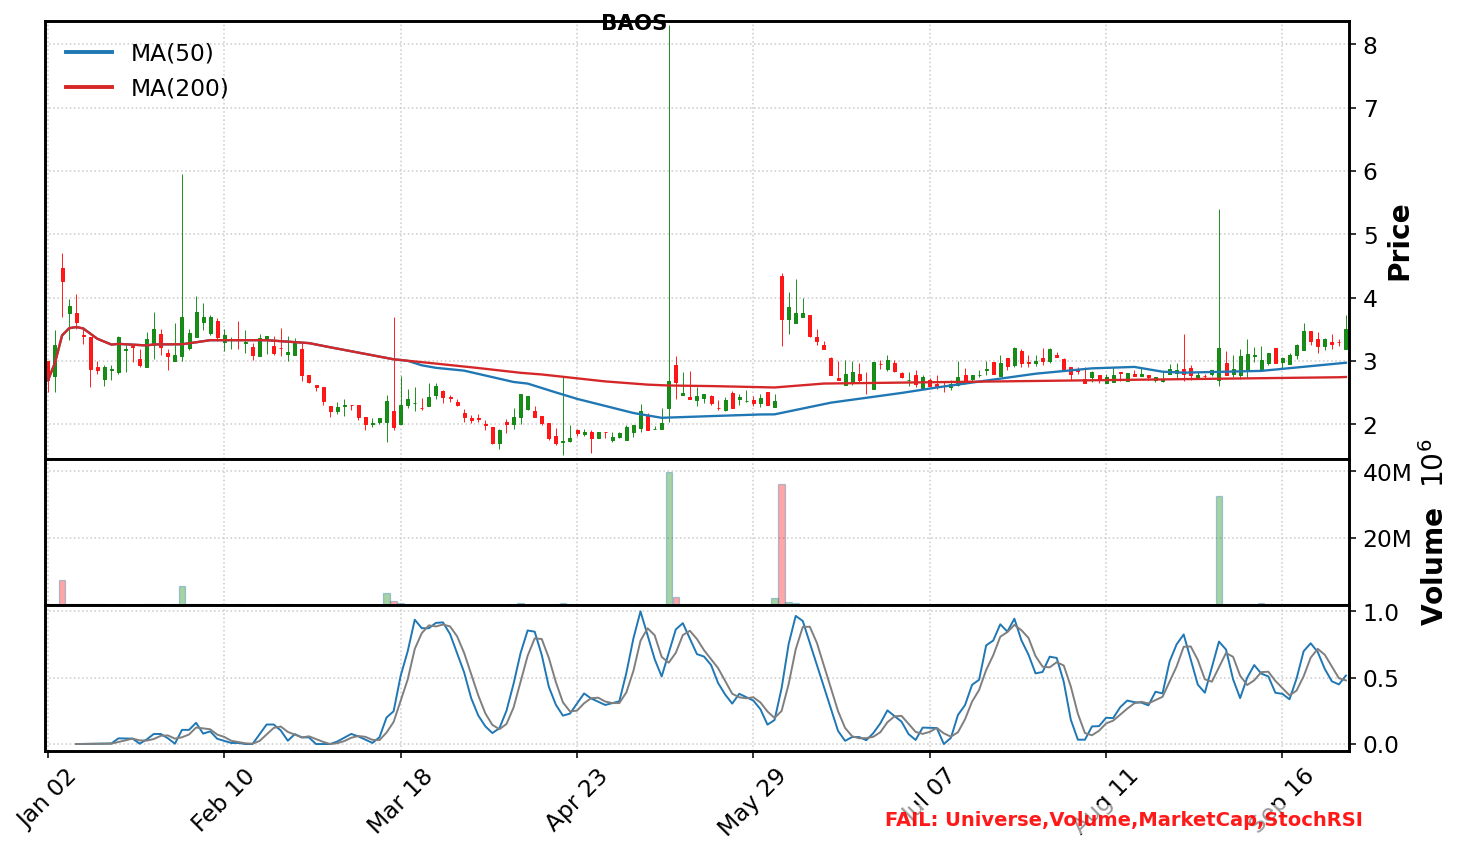 BAOS
MA(50)
MA(200)
8
7
6
5
4
3
2
Price
40M
20M
Volume 10⁶
1.0
0.5
0.0
Jan 02
Feb 10
Mar 18
Apr 23
May 29
Jul 07
Aug 11
Sep 16
FAIL: Universe,Volume,MarketCap,StochRSI